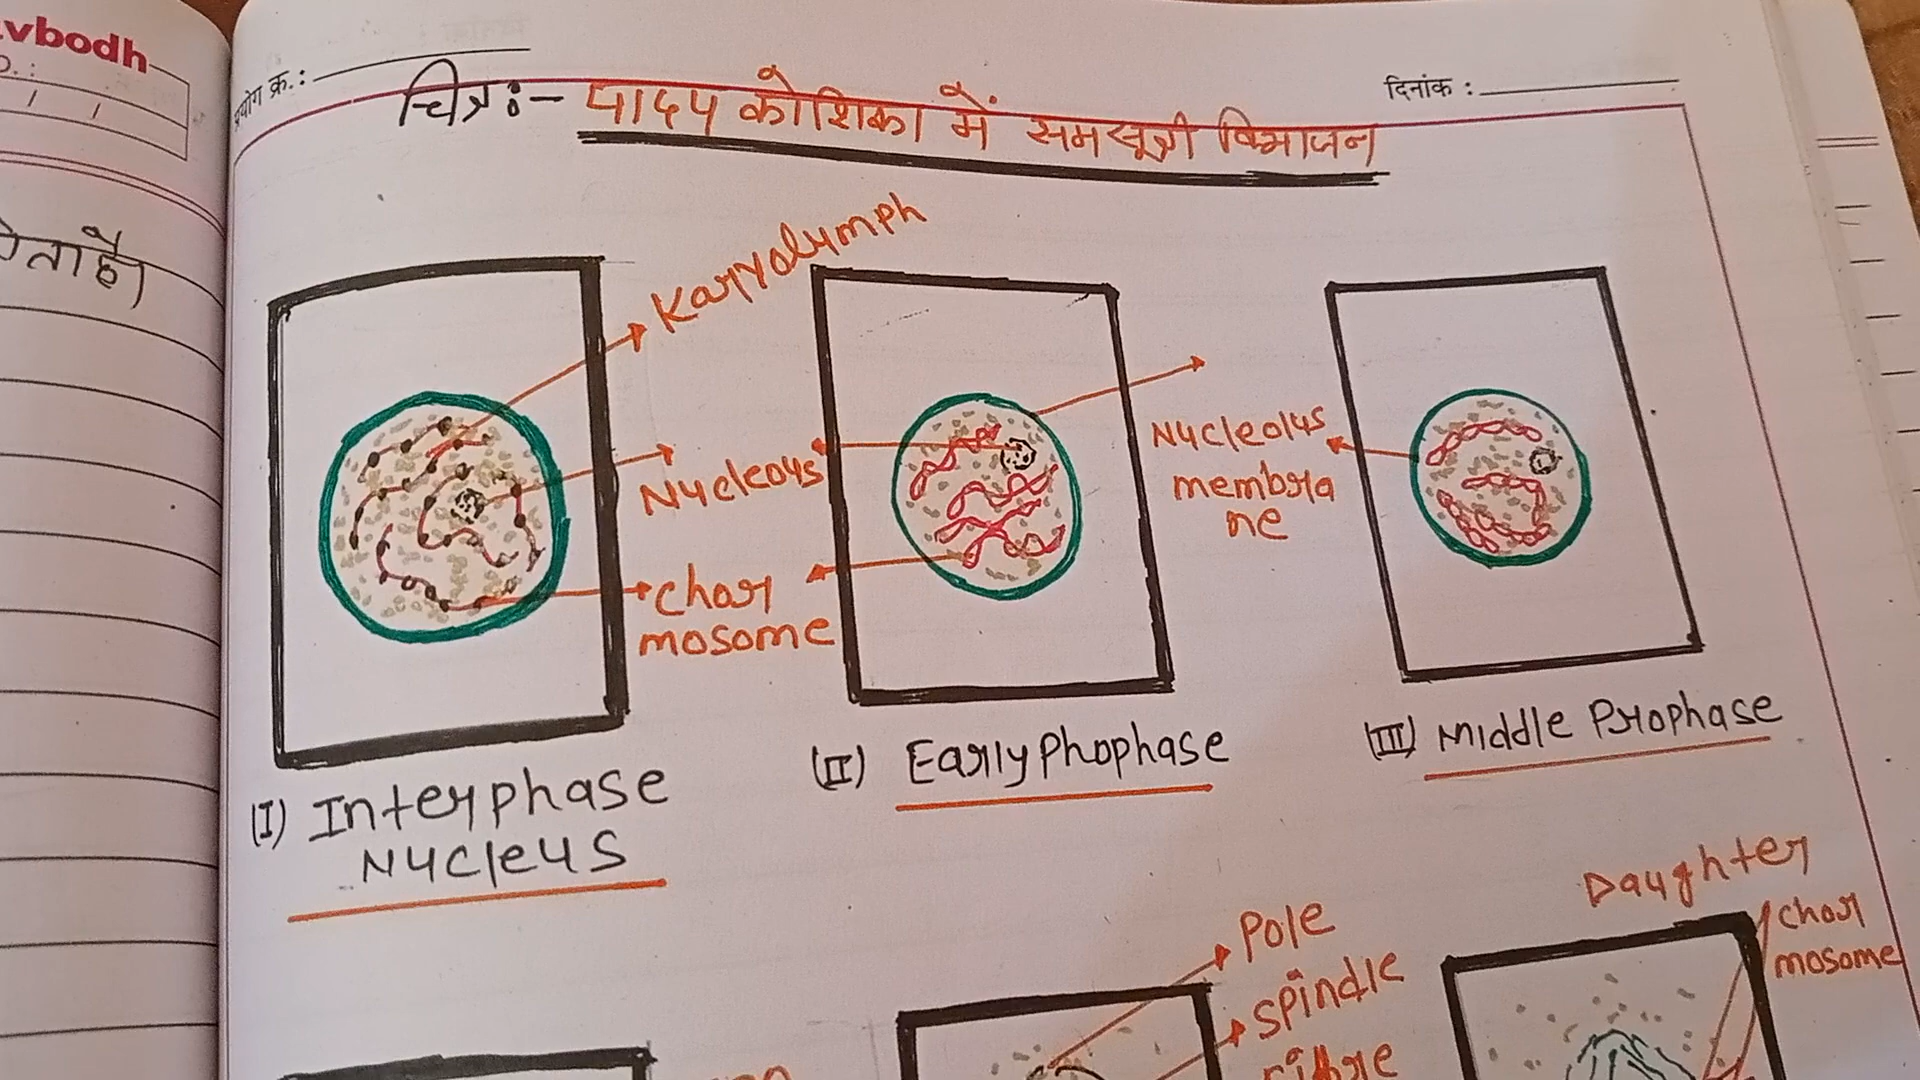 vbodh
प्रयोग क्र.:
दिनांक :
चित्र:- पादप कोशिका में समसूत्री विभाजन
ता है।
Karyolymph
Nucleous
Chor
mosome
Nucleolus
membra
ne
(I) Interphase
Nucleus
(II) Early Phophase
(III) Middle Prophase
Pole
Spindle
Fibre
Daughter
Chor
mosome